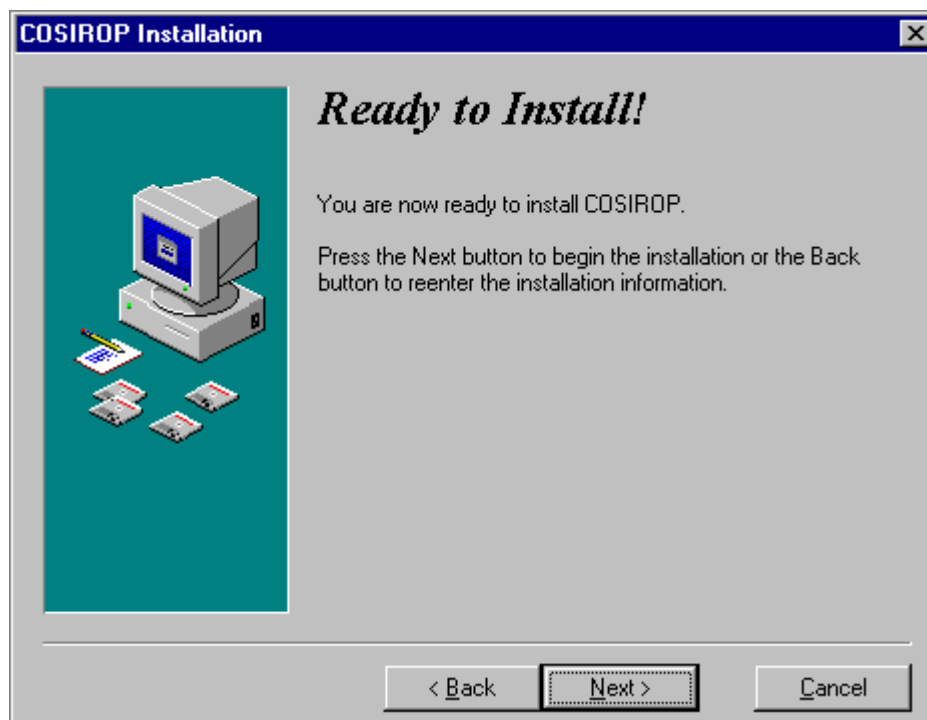 COSIROP Installation
Ready to Install!
You are now ready to install COSIROP.
Press the Next button to begin the installation or the Back
button to reenter the installation information.
< Back
Next >
Cancel